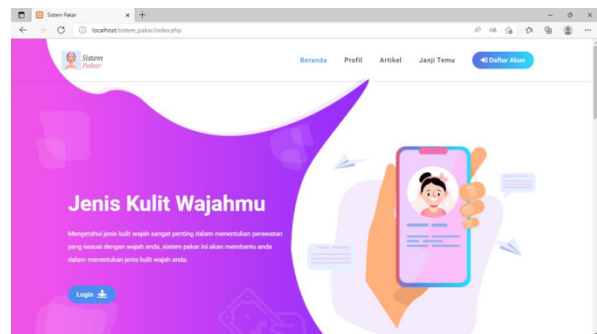 Sistem Pakar
localhost/sistem_pakar/index.php
Sistem
Pakar
Beranda Profil Artikel Janji Temu Daftar Akun
Jenis Kulit Wajahmu
Mengetahui jenis kulit wajah sangat penting dalam menentukan perawatan
yang sesuai dengan wajah anda, sistem pakar ini akan membantu anda
dalam menentukan jenis kulit wajah anda.
Login